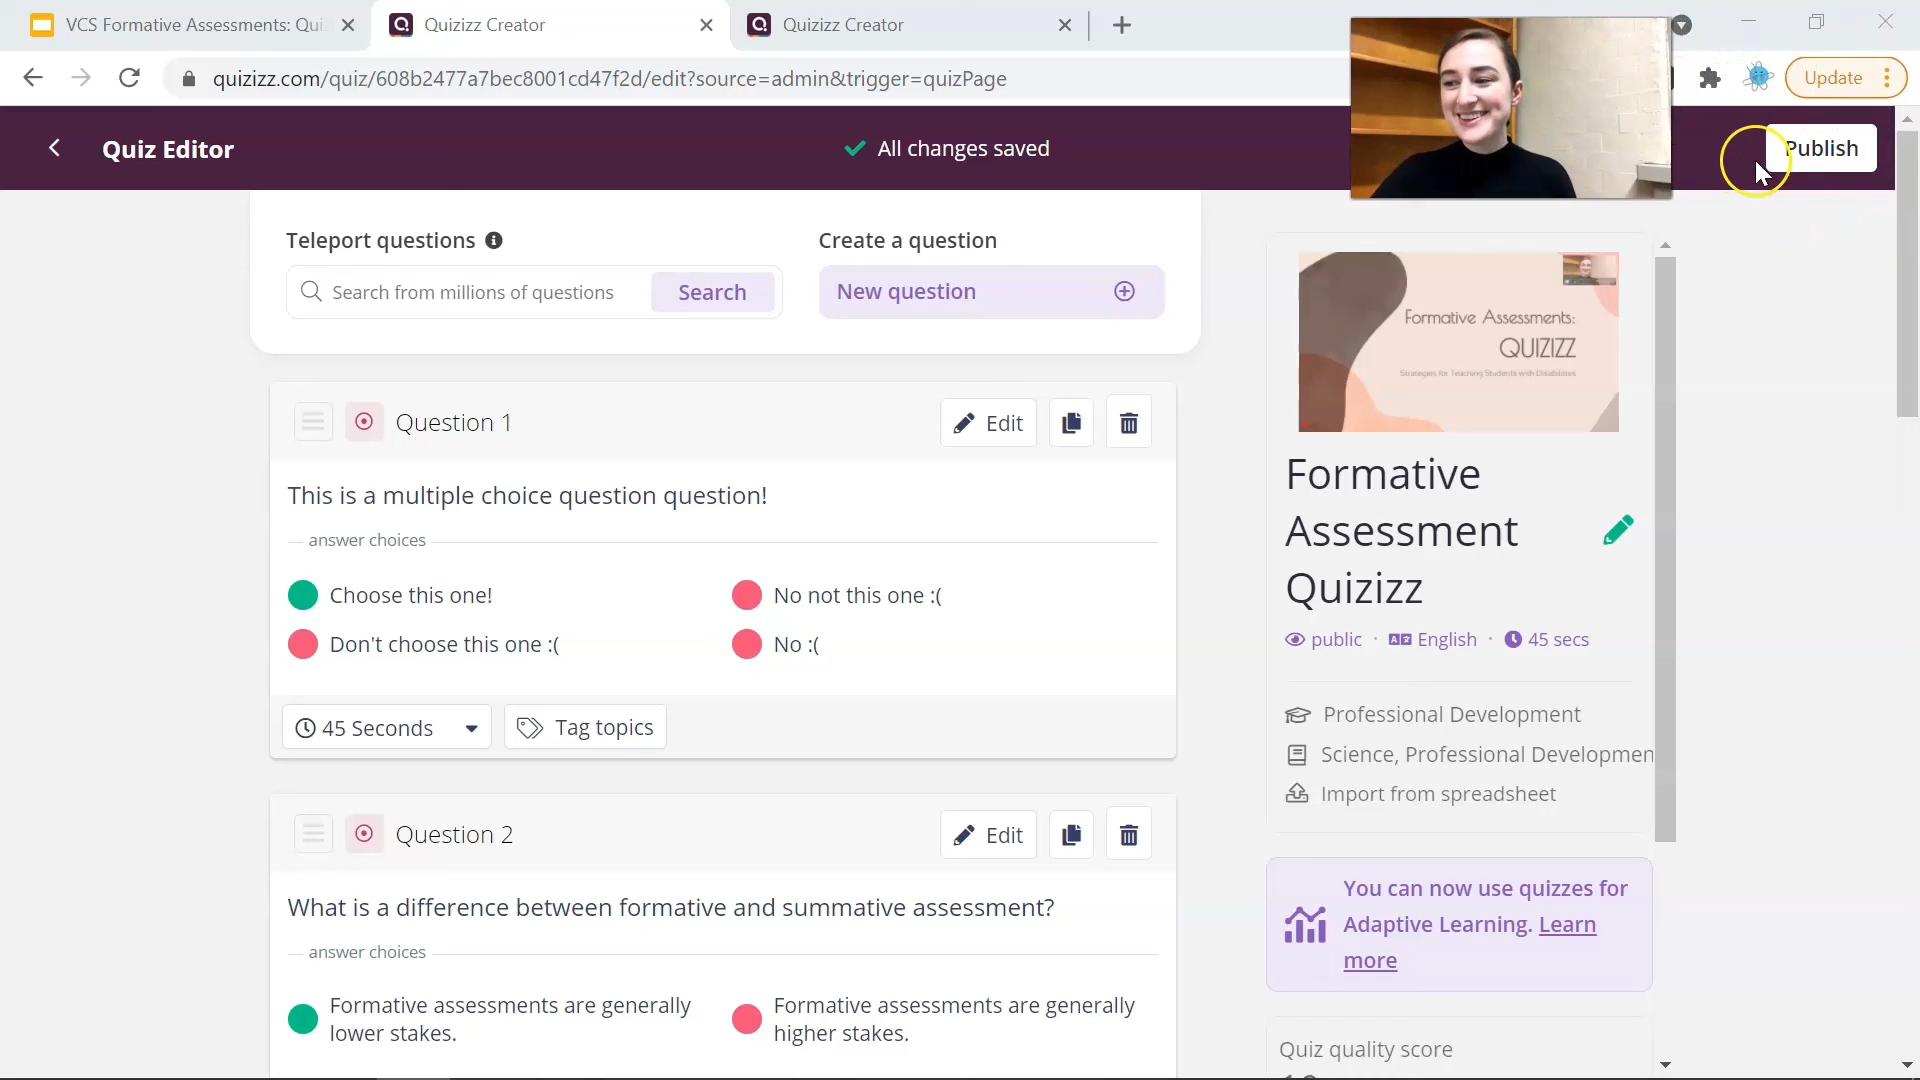 VCS Formative Assessments: Qui
Quizizz Creator
Quizizz Creator
quizizz.com/quiz/608b2477a7bec8001cd47f2d/edit?source=admin&trigger=quizPage
Update
Quiz Editor
All changes saved
Publish
Teleport questions
Create a question
Search from millions of questions
Search
New question
Question 1
Edit
This is a multiple choice question question!
answer choices
Choose this one!
No not this one :(
Don't choose this one :(
No :(
45 Seconds
Tag topics
Question 2
Edit
What is a difference between formative and summative assessment?
answer choices
Formative assessments are generally
lower stakes.
Formative assessments are generally
higher stakes.
Formative Assessments:
QUIZIZZ
Strategies for Teaching Students with Disabilities
Formative
Assessment
Quizizz
public · English · 45 secs
Professional Development
Science, Professional Developmen
Import from spreadsheet
You can now use quizzes for
Adaptive Learning. Learn
more
Quiz quality score